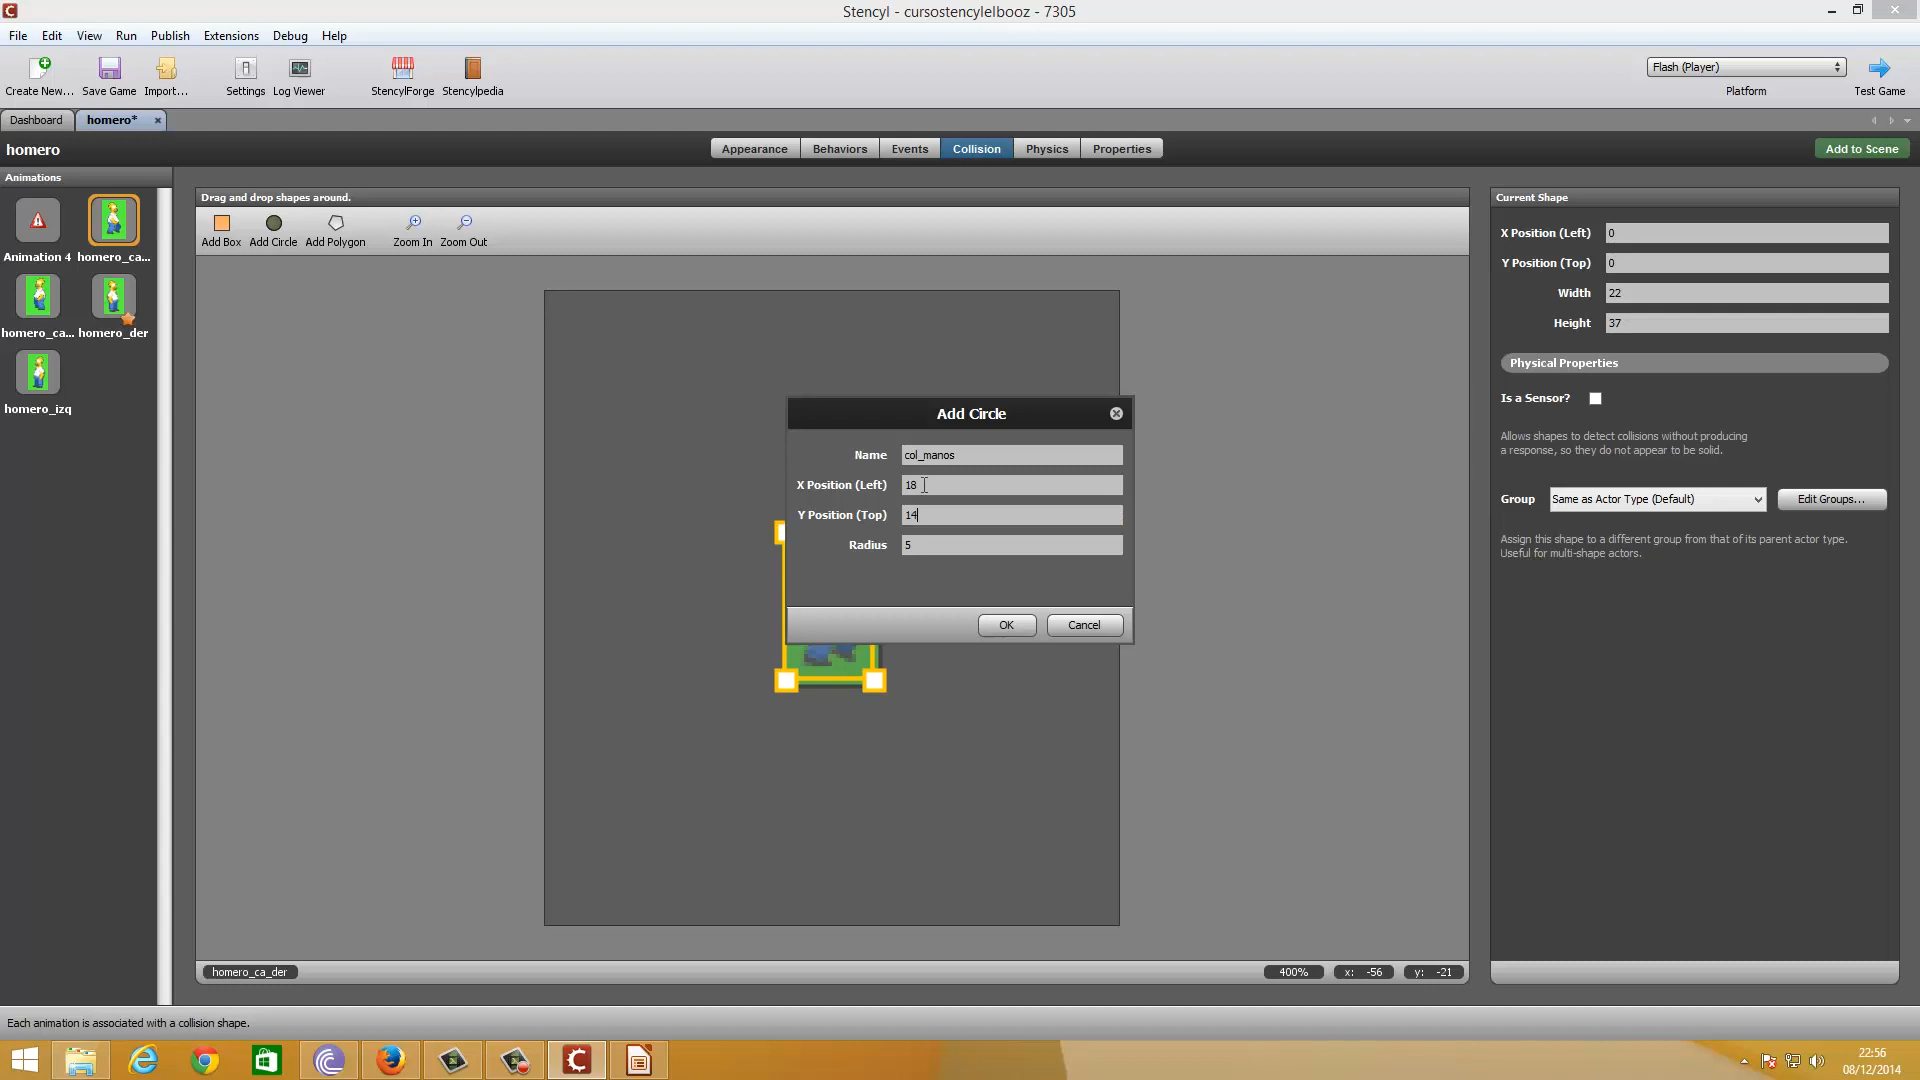 Stencyl - cursostencylelbooz - 7305
File Edit View Run Publish Extensions Debug Help
Create New... Save Game Import... Settings Log Viewer StencylForge Stencylpedia
Flash (Player)
Platform
Test Game
Dashboard homero*
homero
Appearance Behaviors Events Collision Physics Properties
Add to Scene
Animations
Animation 4 homero_ca...
homero_ca... homero_der
homero_izq
Drag and drop shapes around.
Add Box Add Circle Add Polygon Zoom In Zoom Out
Add Circle
Name col_manos
X Position (Left) 18
Y Position (Top) 14
Radius 5
OK Cancel
homero_ca_der
400% x: -56 y: -21
Current Shape
X Position (Left) 0
Y Position (Top) 0
Width 22
Height 37
Physical Properties
Is a Sensor?
Allows shapes to detect collisions without producing
a response, so they do not appear to be solid.
Group Same as Actor Type (Default) Edit Groups...
Assign this shape to a different group from that of its parent actor type.
Useful for multi-shape actors.
Each animation is associated with a collision shape.
22:56
08/12/2014